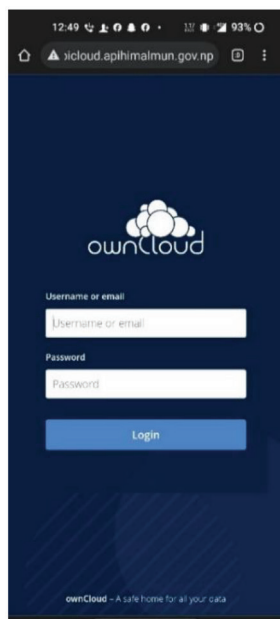 12:49
93%
bicloud.apihimalmun.gov.np
:D
ownCloud
Username or email
Username or email
Password
Password
Login
ownCloud – A safe home for all your data